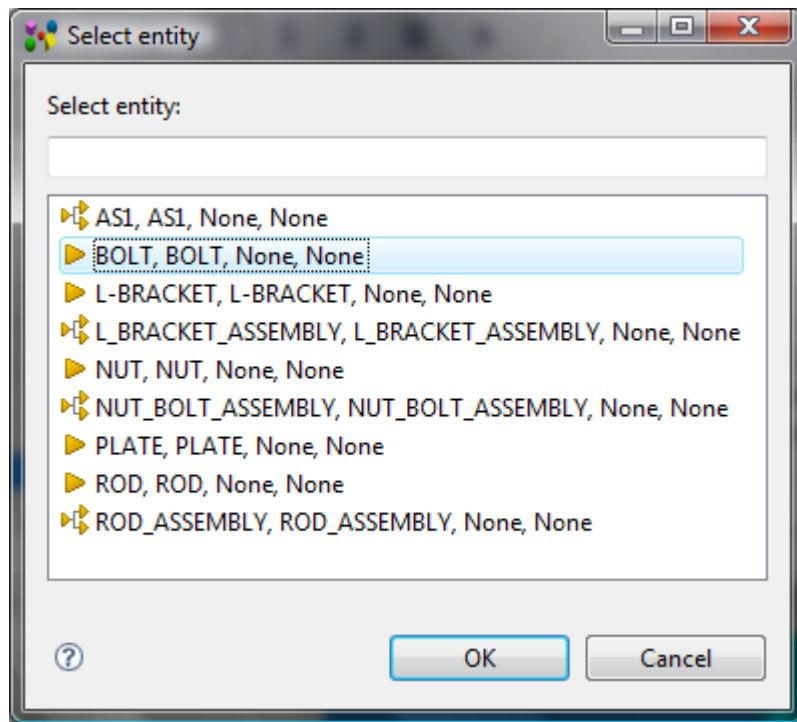 Select entity
Select entity:
AS1, AS1, None, None
BOLT, BOLT, None, None
L-BRACKET, L-BRACKET, None, None
L_BRACKET_ASSEMBLY, L_BRACKET_ASSEMBLY, None, None
NUT, NUT, None, None
NUT_BOLT_ASSEMBLY, NUT_BOLT_ASSEMBLY, None, None
PLATE, PLATE, None, None
ROD, ROD, None, None
ROD_ASSEMBLY, ROD_ASSEMBLY, None, None
? OK Cancel